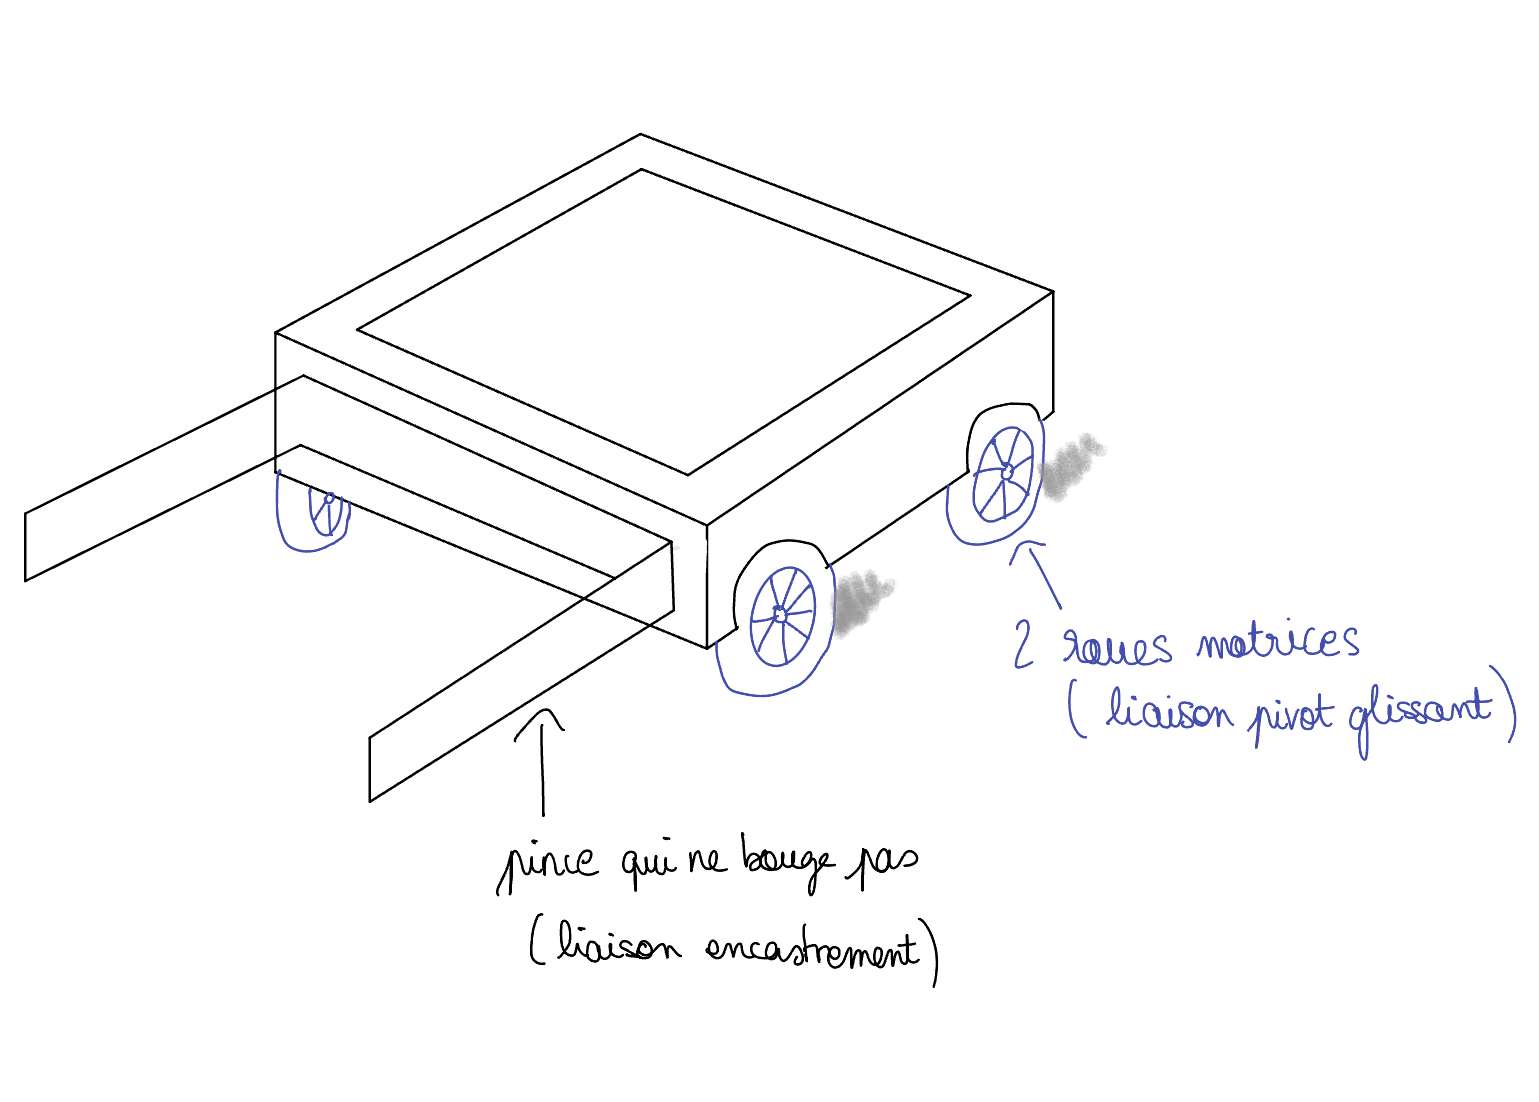 2 roues motrices
(liaison pivot glissant)
pince qui ne bouge pas
(liaison encastrement)